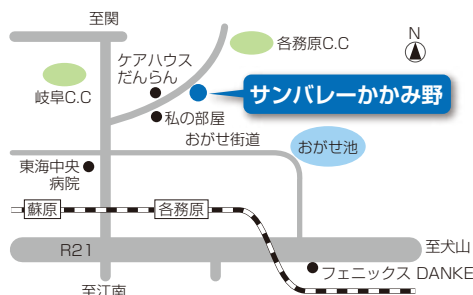 至関
各務原C.C
N
ケアハウス
だんらん
岐阜C.C
サンバレーかかみ野
私の部屋
おがせ街道
おがせ池
東海中央
病院
蘇原
各務原
R21
至犬山
フェニックス DANKE
至江南